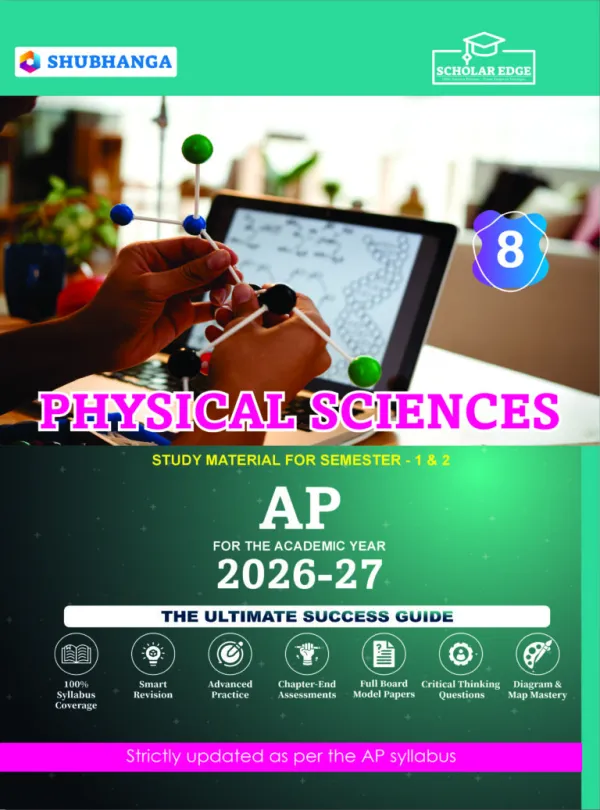 SHUBHANGA
SCHOLAR EDGE
8
PHYSICAL SCIENCES
STUDY MATERIAL FOR SEMESTER - 1 & 2
AP
FOR THE ACADEMIC YEAR
2026-27
THE ULTIMATE SUCCESS GUIDE
100%
Syllabus
Coverage
Smart
Revision
Advanced
Practice
Chapter-End
Assessments
Full Board
Model Papers
Critical Thinking
Questions
Diagram &
Map Mastery
Strictly updated as per the AP syllabus